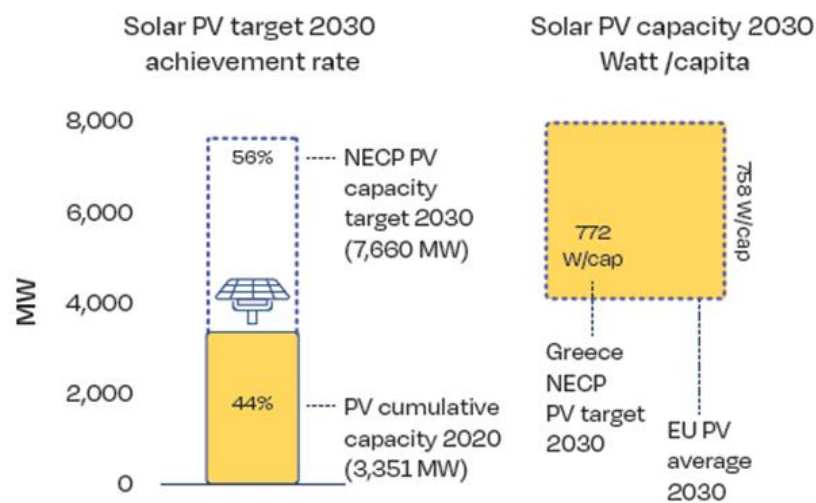 Solar PV target 2030
achievement rate
8,000
6,000
4,000
2,000
0
MW
56%
44%
NECP PV
capacity
target 2030
(7,660 MW)
PV cumulative
capacity 2020
(3,351 MW)
Solar PV capacity 2030
Watt /capita
772
W/cap
758 W/cap
Greece
NECP
PV target
2030
EU PV
average
2030